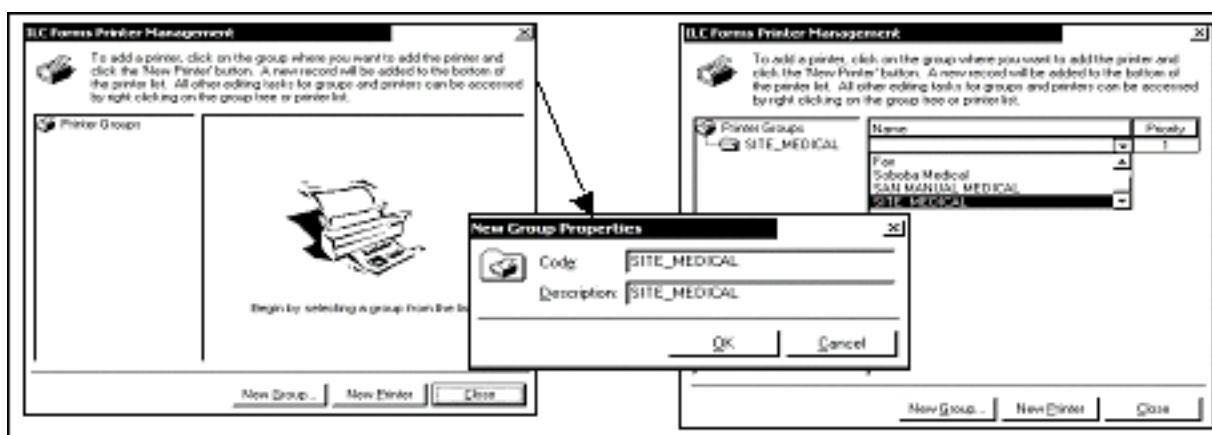 ILC Forms Printer Management
To add a printer, click on the group where you want to add the printer and
click the 'New Printer' button. A new record will be added to the bottom of
the printer list. All other editing tasks for groups and printers can be accessed
by right clicking on the group tree or printer list.
Printer Groups
Begin by selecting a group from the
New Group...
New Printer
Close
New Group Properties
Code:
SITE_MEDICAL
Description:
SITE_MEDICAL
OK
Cancel
ILC Forms Printer Management
To add a printer, click on the group where you want to add the printer and
click the 'New Printer' button. A new record will be added to the bottom of
the printer list. All other editing tasks for groups and printers can be accessed
by right clicking on the group tree or printer list.
Printer Groups
SITE_MEDICAL
Name
Priority
1
Fax
Soboba Medical
SAN MANUAL MEDICAL
SITE_MEDICAL
New Group...
New Printer
Close